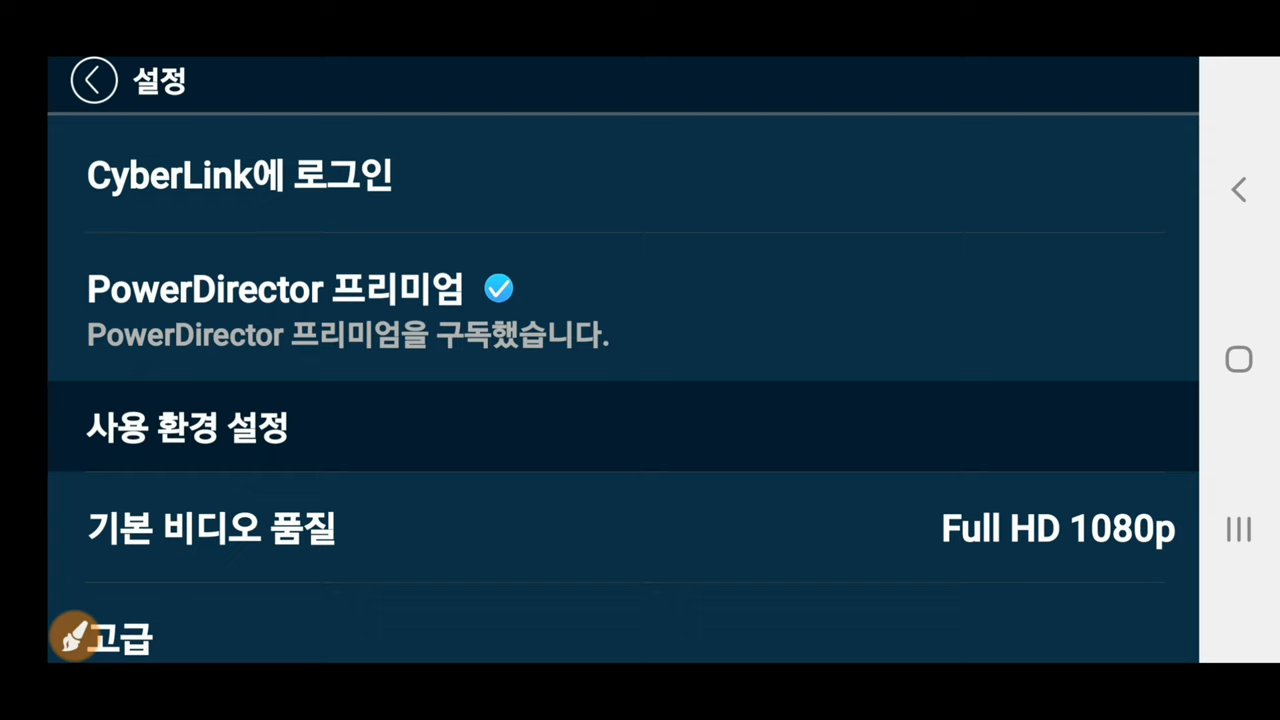 설정
CyberLink에 로그인
PowerDirector 프리미엄
PowerDirector 프리미엄을 구독했습니다.
사용 환경 설정
기본 비디오 품질 Full HD 1080p
고급